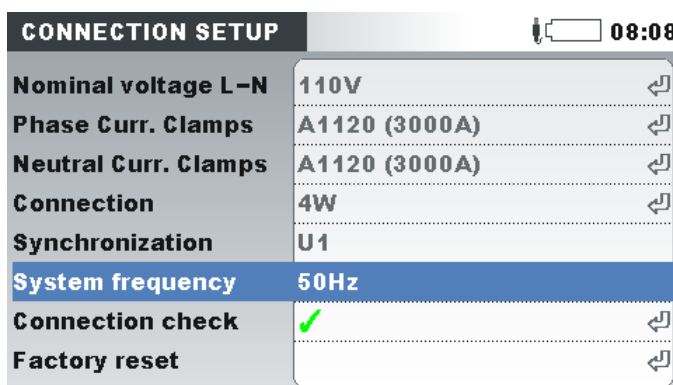 CONNECTION SETUP 08:08
Nominal voltage L-N 110V
Phase Curr. Clamps A1120 (3000A)
Neutral Curr. Clamps A1120 (3000A)
Connection 4W
Synchronization U1
System frequency 50Hz
Connection check ✓
Factory reset